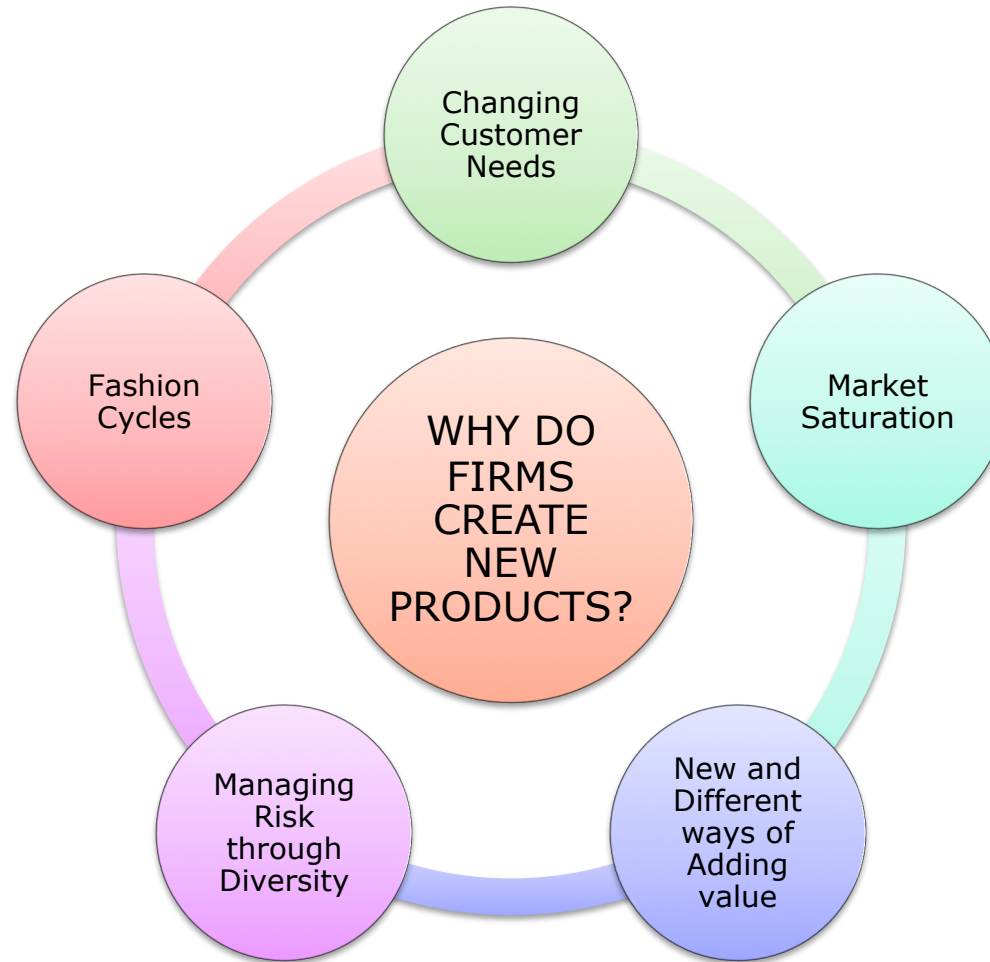 Changing
Customer
Needs
Fashion
Cycles
Market
Saturation
WHY DO
FIRMS
CREATE
NEW
PRODUCTS?
Managing
Risk
through
Diversity
New and
Different
ways of
Adding
value